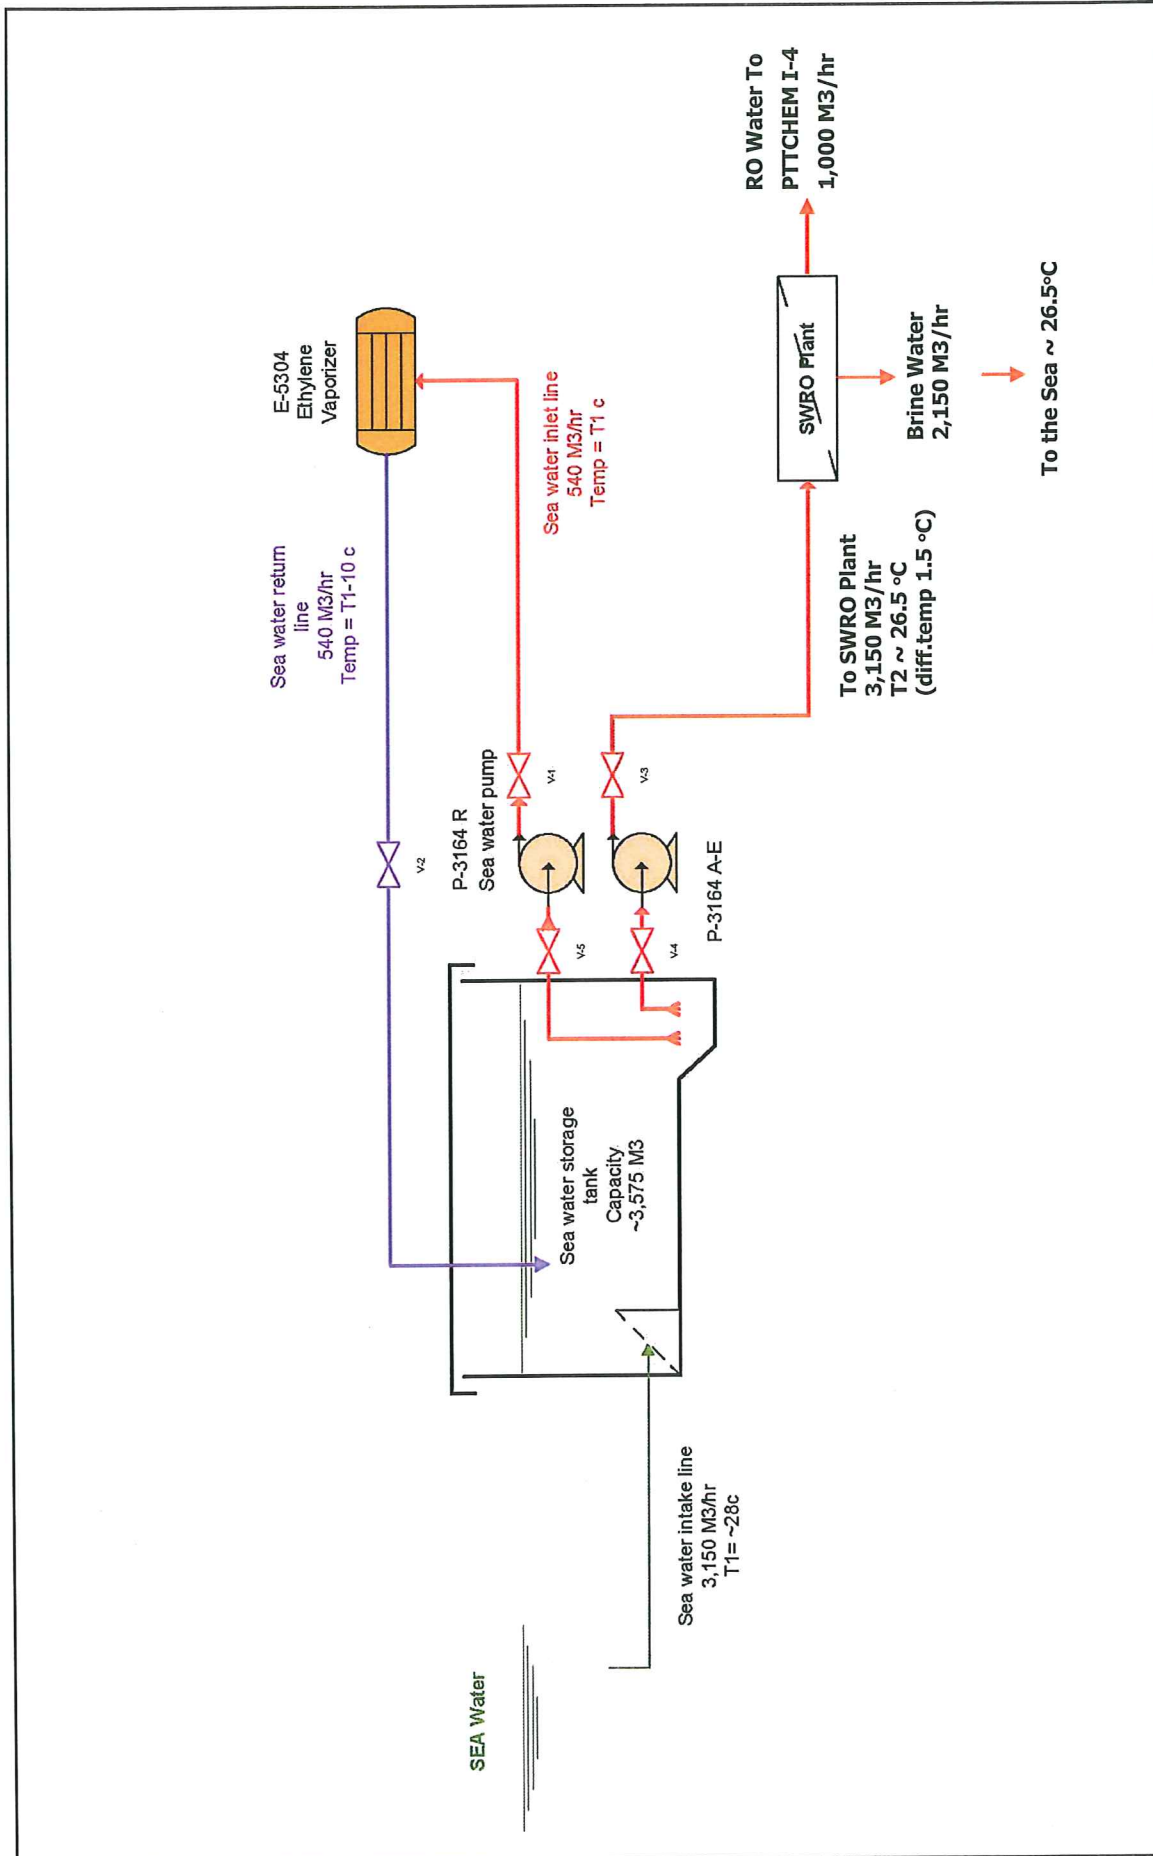 SEA Water
Sea water intake line
3,150 M3/hr
T1= ~28c
Sea water storage
tank
Capacity
~3,575 M3
Sea water return
line
540 M3/hr
Temp = T1-10 c
V-2
E-5304
Ethylene
Vaporizer
P-3164 R
Sea water pump
V-5
V-1
Sea water inlet line
540 M3/hr
Temp = T1 c
V-4
V-3
P-3164 A-E
To SWRO Plant
3,150 M3/hr
T2 ~ 26.5 °C
(diff.temp 1.5 °C)
SWRO Plant
RO Water To
PTTCHEM I-4
1,000 M3/hr
Brine Water
2,150 M3/hr
To the Sea ~ 26.5°C